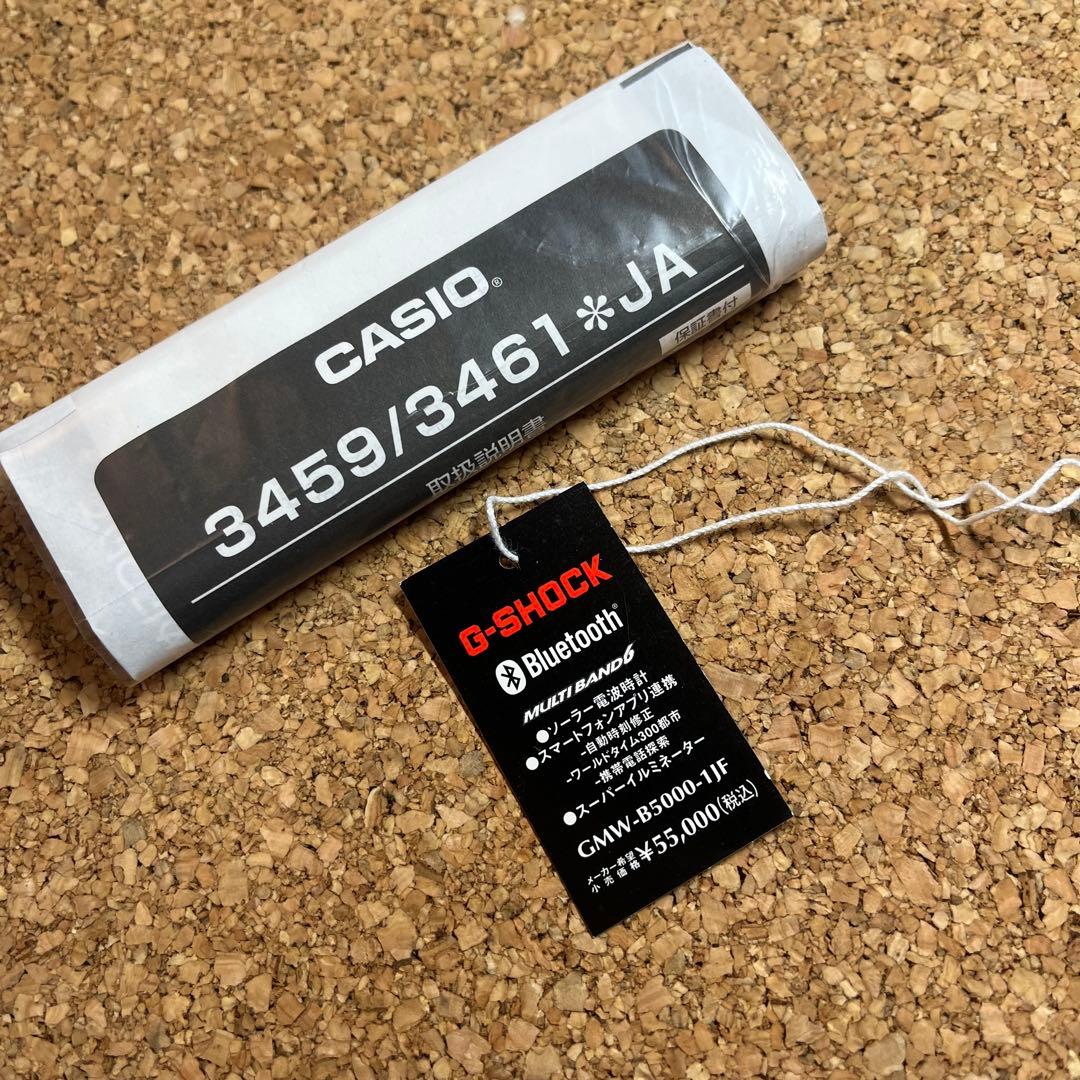 CASIO®
3459/3461*JA
取扱説明書
保証書付
G-SHOCK
Bluetooth®
MULTI BAND 6
●ソーラー電波時計
●スマートフォンアプリ連携
-自動時刻修正
-ワールドタイム300都市
-携帯電話探索
●スーパーイルミネーター
GMW-B5000-1JF
メーカー希望
小売価格 ¥55,000(税込)